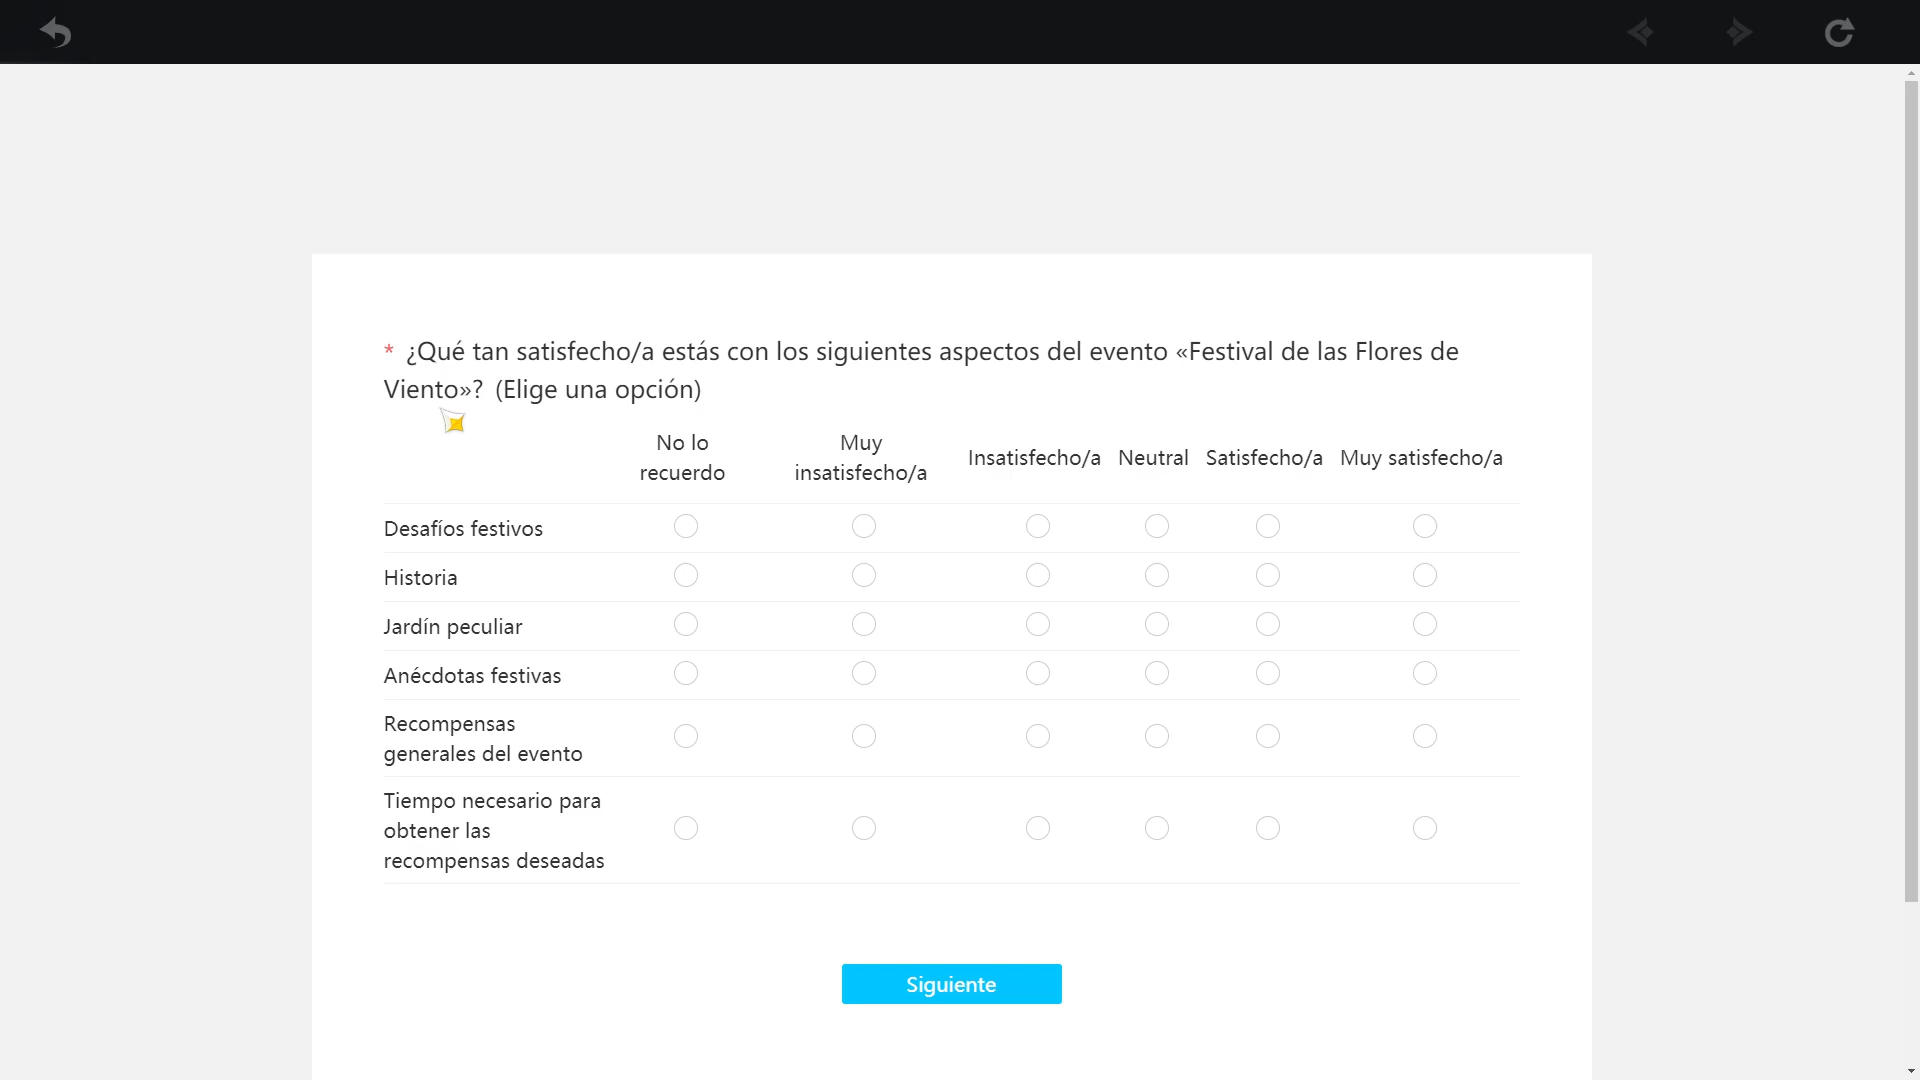 * ¿Qué tan satisfecho/a estás con los siguientes aspectos del evento «Festival de las Flores de
Viento»? (Elige una opción)
No lo
recuerdo
Muy
insatisfecho/a
Insatisfecho/a
Neutral
Satisfecho/a
Muy satisfecho/a
Desafíos festivos
Historia
Jardín peculiar
Anécdotas festivas
Recompensas
generales del evento
Tiempo necesario para
obtener las
recompensas deseadas
Siguiente